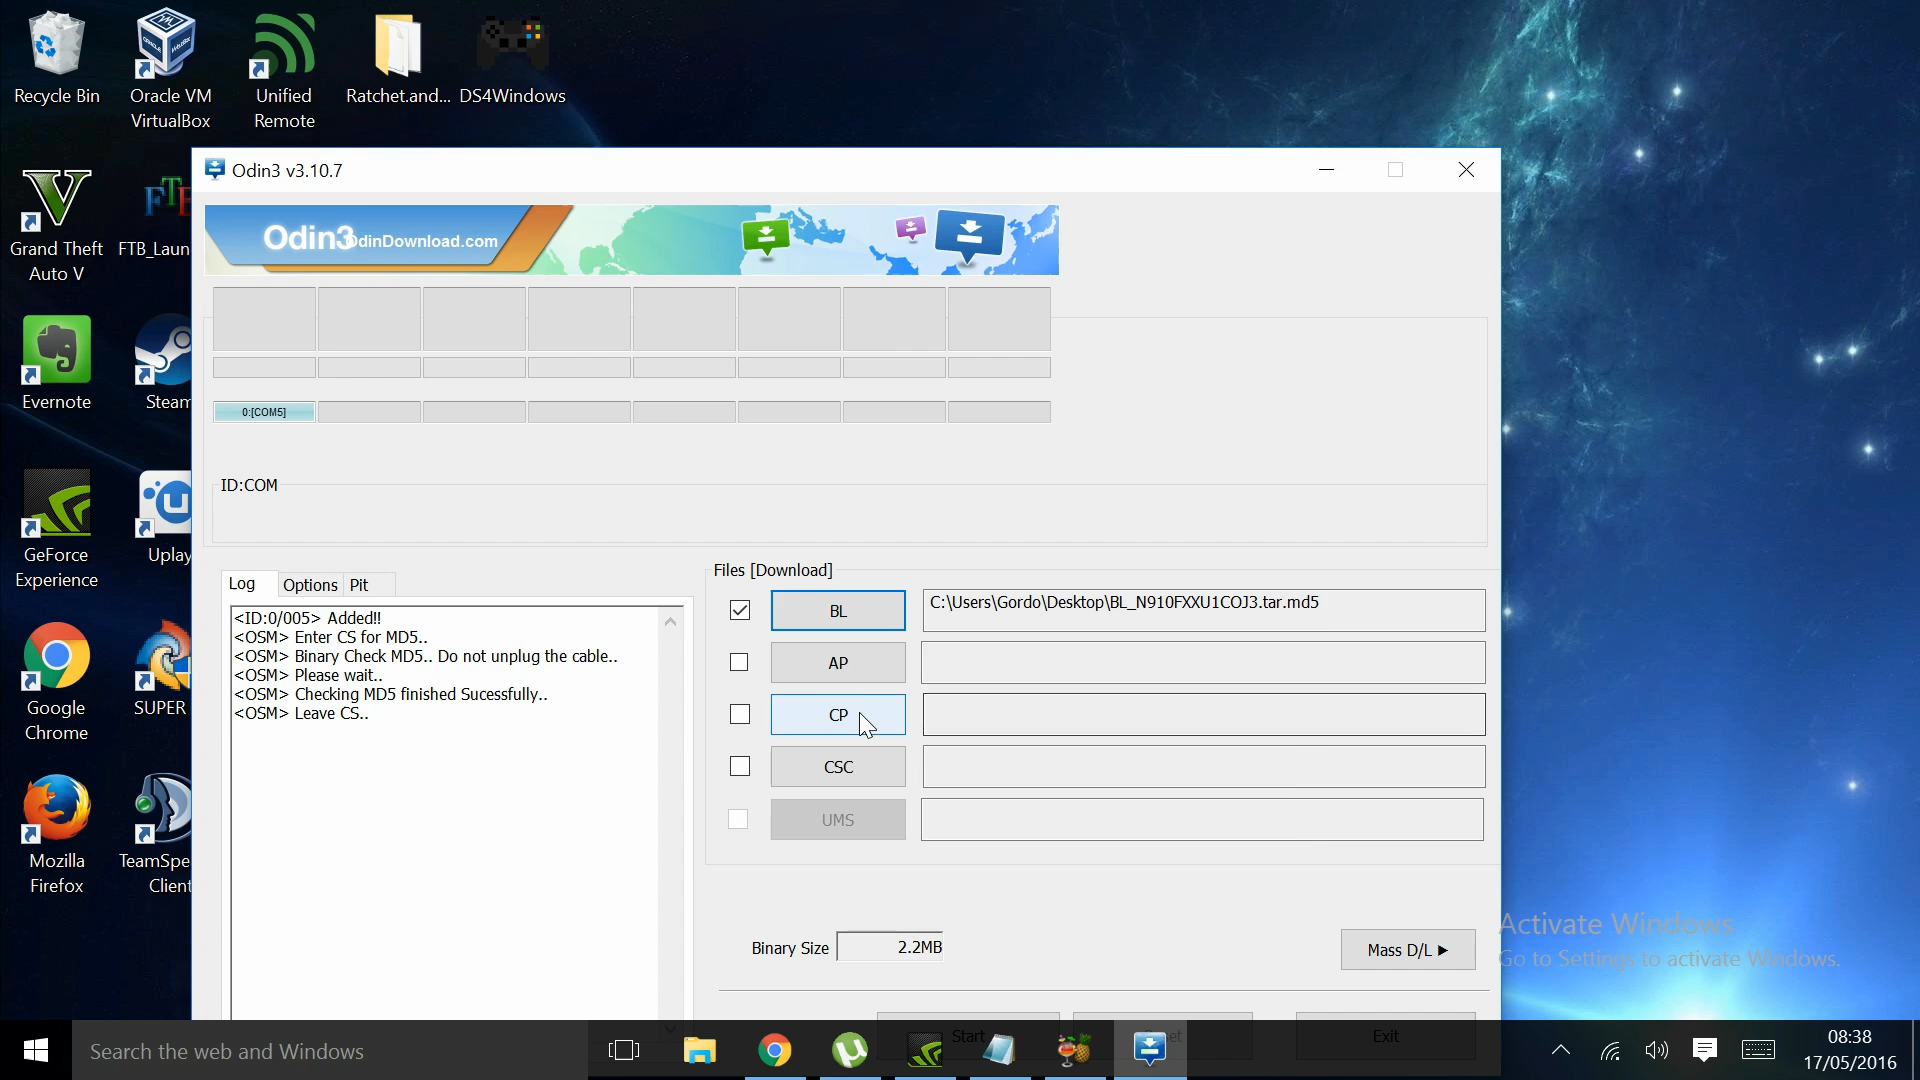 Recycle Bin
Oracle VM
VirtualBox
Unified
Remote
Ratchet.and...
DS4Windows
Odin3 v3.10.7
Odin3
dinDownload.com
Grand Theft
Auto V
FTB_Laun
Evernote
Steam
0:[COM5]
ID:COM
GeForce
Experience
Uplay
Log
Options
Pit
Files [Download]
<ID:0/005> Added!!
<OSM> Enter CS for MD5..
<OSM> Binary Check MD5.. Do not unplug the cable..
<OSM> Please wait..
<OSM> Checking MD5 finished Sucessfully..
<OSM> Leave CS..
BL
C:\Users\Gordo\Desktop\BL_N910FXXU1COJ3.tar.md5
AP
CP
CSC
UMS
Google
Chrome
SUPER
Mozilla
Firefox
TeamSpe
Client
Binary Size
2.2MB
Mass D/L
Activate Windows
Go to Settings to activate Windows.
Start
Exit
Search the web and Windows
08:38
17/05/2016